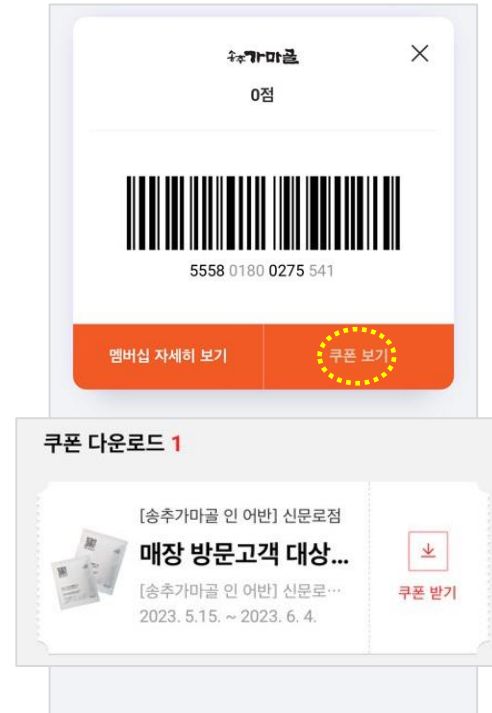 송추가마골
0점
5558 0180 0275 541
멤버십 자세히 보기
쿠폰 보기
쿠폰 다운로드 1
[송추가마골 인 어반] 신문로점
매장 방문고객 대상...
[송추가마골 인 어반] 신문로...
2023. 5.15. ~ 2023. 6. 4.
쿠폰 받기